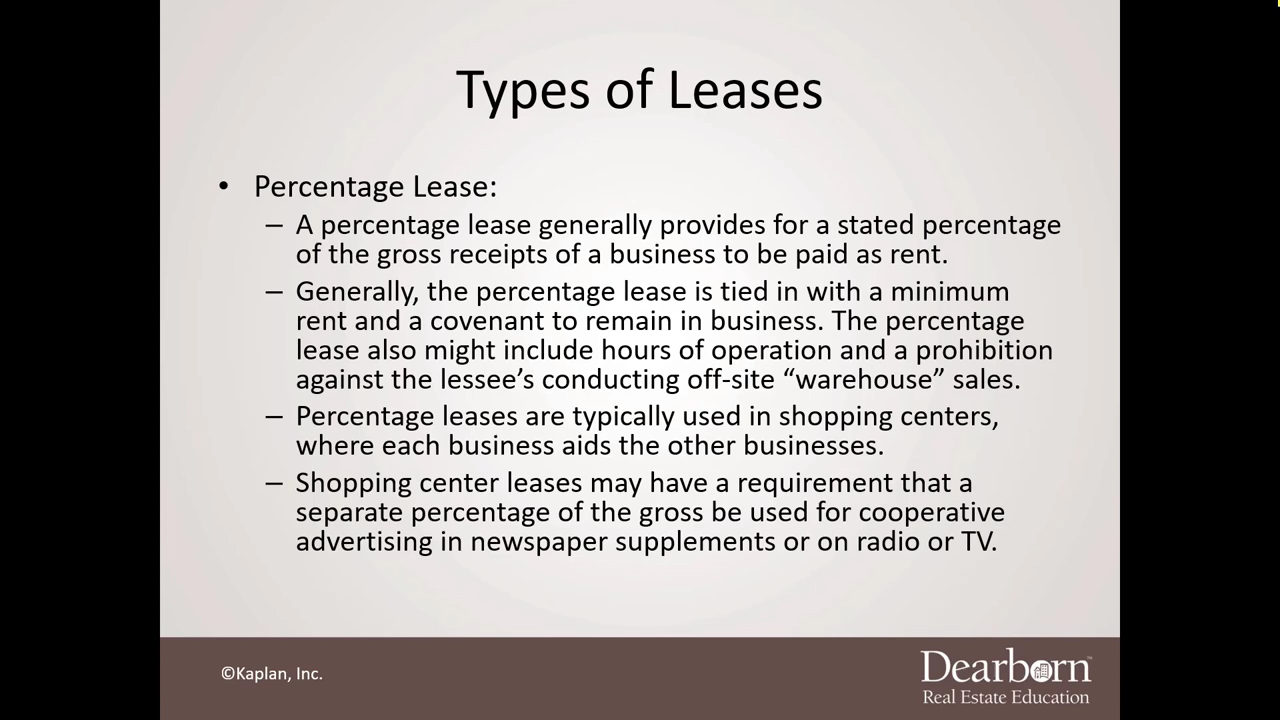 Types of Leases
• Percentage Lease:
– A percentage lease generally provides for a stated percentage
of the gross receipts of a business to be paid as rent.
– Generally, the percentage lease is tied in with a minimum
rent and a covenant to remain in business. The percentage
lease also might include hours of operation and a prohibition
against the lessee’s conducting off-site “warehouse” sales.
– Percentage leases are typically used in shopping centers,
where each business aids the other businesses.
– Shopping center leases may have a requirement that a
separate percentage of the gross be used for cooperative
advertising in newspaper supplements or on radio or TV.
©Kaplan, Inc.
Dearborn™
Real Estate Education